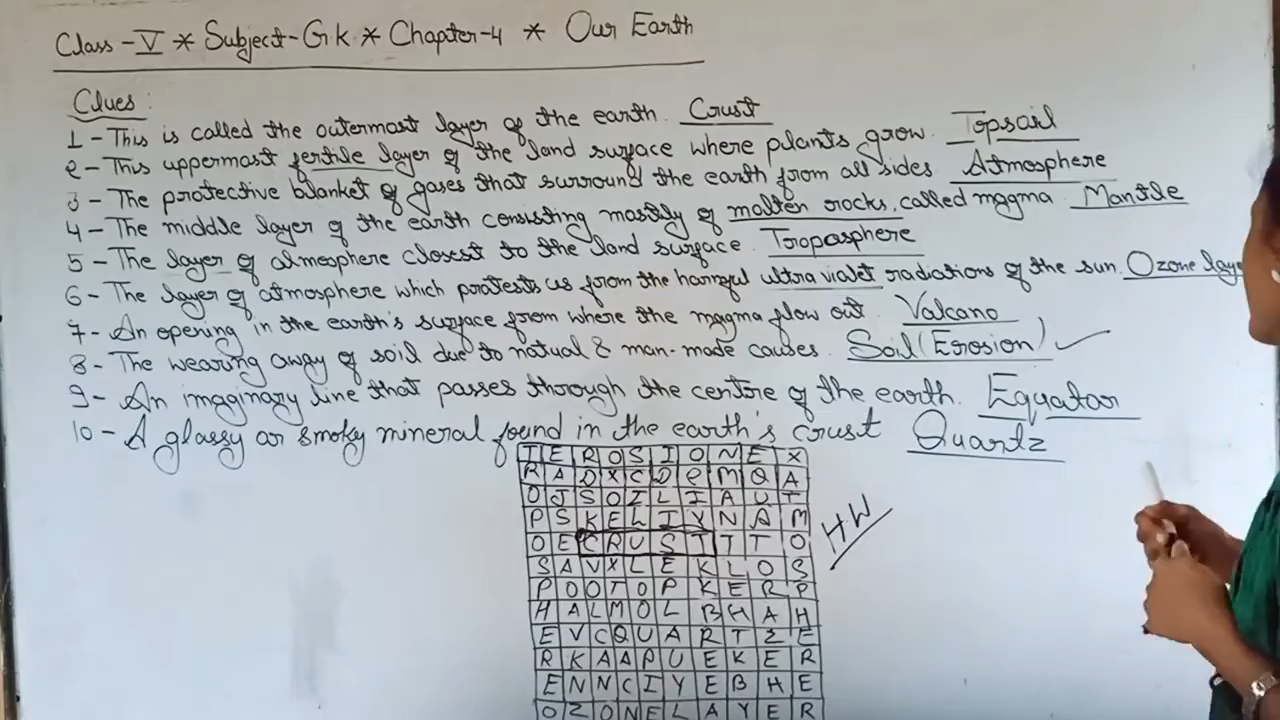 Class-V * Subject-G.k * Chapter-4 * Our Earth
Clues:
1-This is called the outermost layer of the earth. Crust
2-This uppermost fertile layer of the land surface where plants grow. Topsoil
3-The protective blanket of gases that surround the earth from all sides Atmosphere
4-The middle layer of the earth consisting mostly of molten rocks, called magma Mantle
5-The layer of atmosphere closest to the land surface. Troposphere
6-The layer of atmosphere which protests us from the harmful ultra violet radiations of the sun. Ozone laye
7-An opening in the earth's surface from where the magma flow out. Volcano
8-The wearing away of soil due to natual & man-made causes. Soil (Erosion)
9-An imaginary line that passes through the centre of the earth. Equator
10-A glassy or smoky mineral found in the earth's crust Quartz
T E R O S I O N E X
R A D X C D P M Q A
O J S O I L I A U T
P S K E L I Y N A M
O E C R U S T T T O
S A V X L E K L O S
P O O T O P K E R P
H A L M O L B H A H
E V C Q U A R T Z E
R K A A P U E K E R
E N N C I Y E B H E
O Z O N E L A Y E R
HW